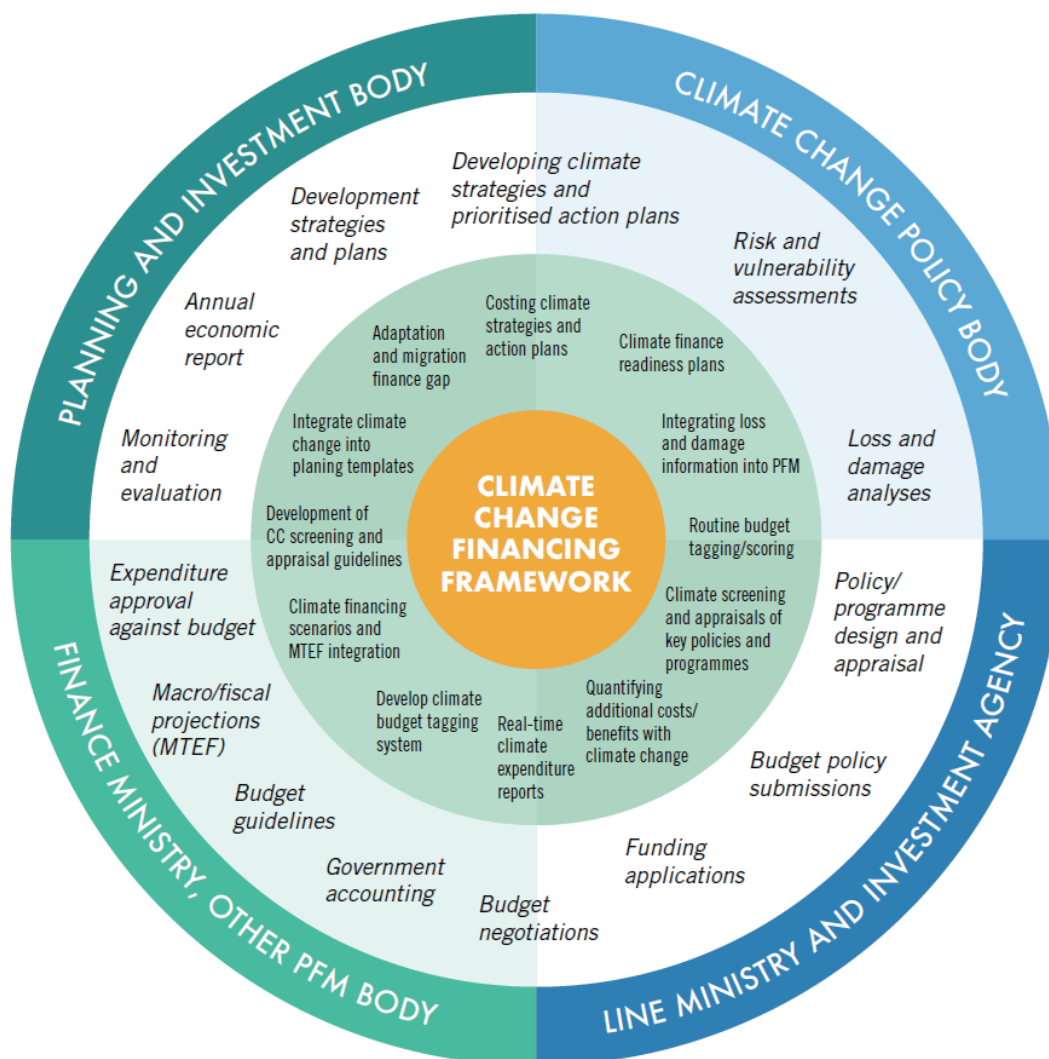 PLANNING AND INVESTMENT BODY
CLIMATE CHANGE POLICY BODY
LINE MINISTRY AND INVESTMENT AGENCY
FINANCE MINISTRY, OTHER PFM BODY
Developing climate
strategies and
prioritised action plans
Risk and
vulnerability
assessments
Loss and
damage
analyses
Policy/
programme
design and
appraisal
Budget policy
submissions
Funding
applications
Budget
negotiations
Government
accounting
Budget
guidelines
Macro/fiscal
projections
(MTEF)
Expenditure
approval
against budget
Monitoring
and
evaluation
Annual
economic
report
Development
strategies
and plans
Costing climate
strategies and
action plans
Climate finance
readiness plans
Integrating loss
and damage
information into PFM
Routine budget
tagging/scoring
Climate screening
and appraisals of
key policies and
programmes
Quantifying
additional costs/
benefits with
climate change
Real-time
climate
expenditure
reports
Develop climate
budget tagging
system
Climate financing
scenarios and
MTEF integration
Development of
CC screening and
appraisal guidelines
Integrate climate
change into
planing templates
Adaptation
and migration
finance gap
CLIMATE
CHANGE
FINANCING
FRAMEWORK